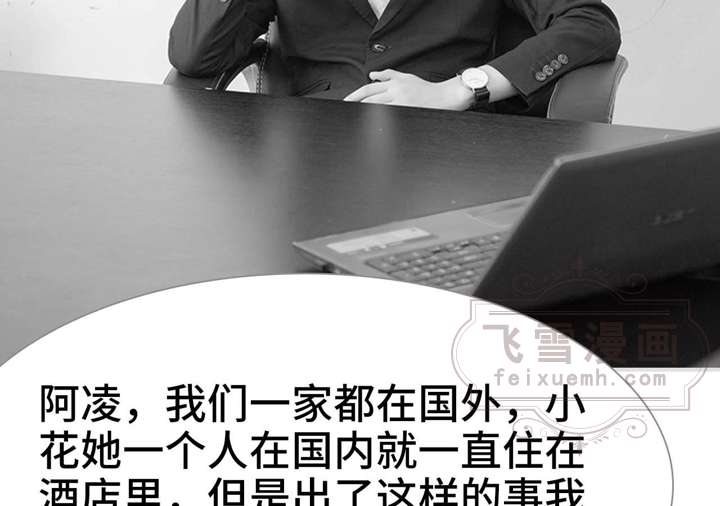 飞雪漫画
feixuemh.com
阿凌，我们一家都在国外，小
花她一个人在国内就一直住在
酒店里，但是出了这样的事我